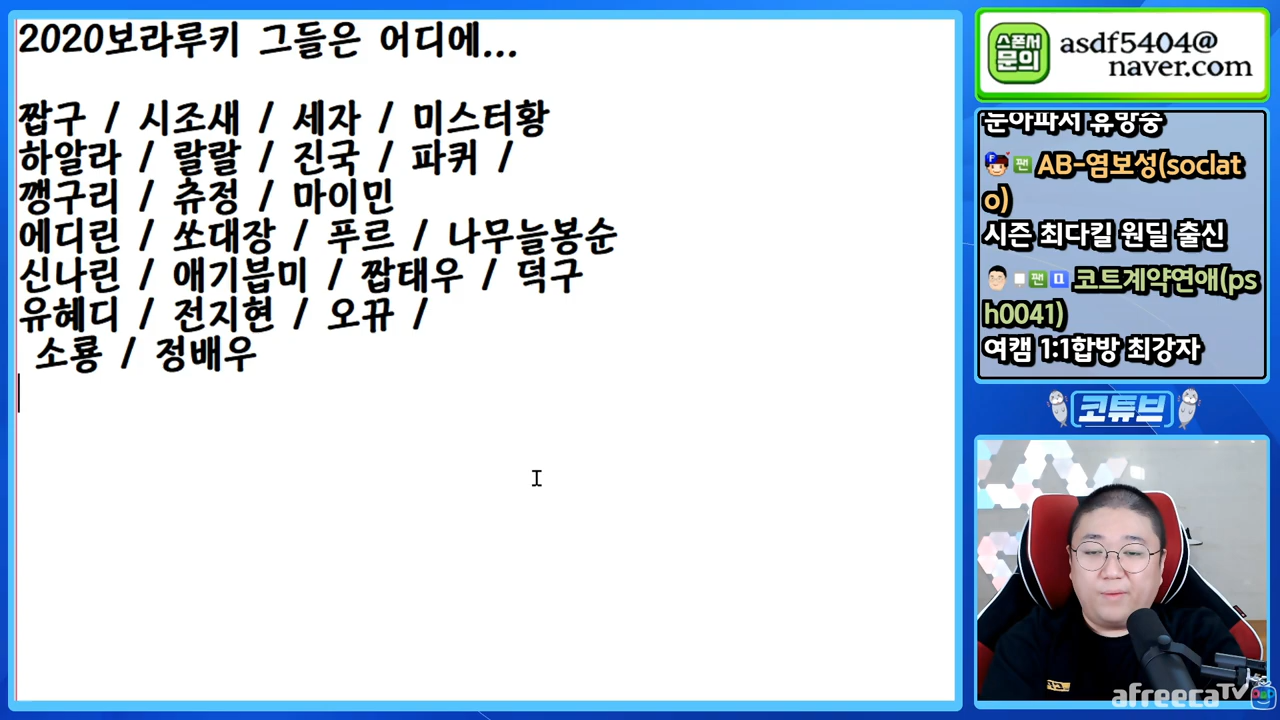 2020보라루키 그들은 어디에...
짭구 / 시조새 / 세자 / 미스터황
하알라 / 랄랄 / 진국 / 파퀴 /
깽구리 / 츄정 / 마이민
에디린 / 쏘대장 / 푸르 / 나무늘봉순
신나린 / 애기븝미 / 짭태우 / 덕구
유혜디 / 전지현 / 오뀨 /
소룡 / 정배우
스폰서
문의
asdf5404@
naver.com
휴방중
F 팬 AB-염보성(soclat
o)
시즌 최다킬 원딜 출신
팬 코트계약연애(ps
h0041)
여캠 1:1합방 최강자
코튜브
afreecaTV